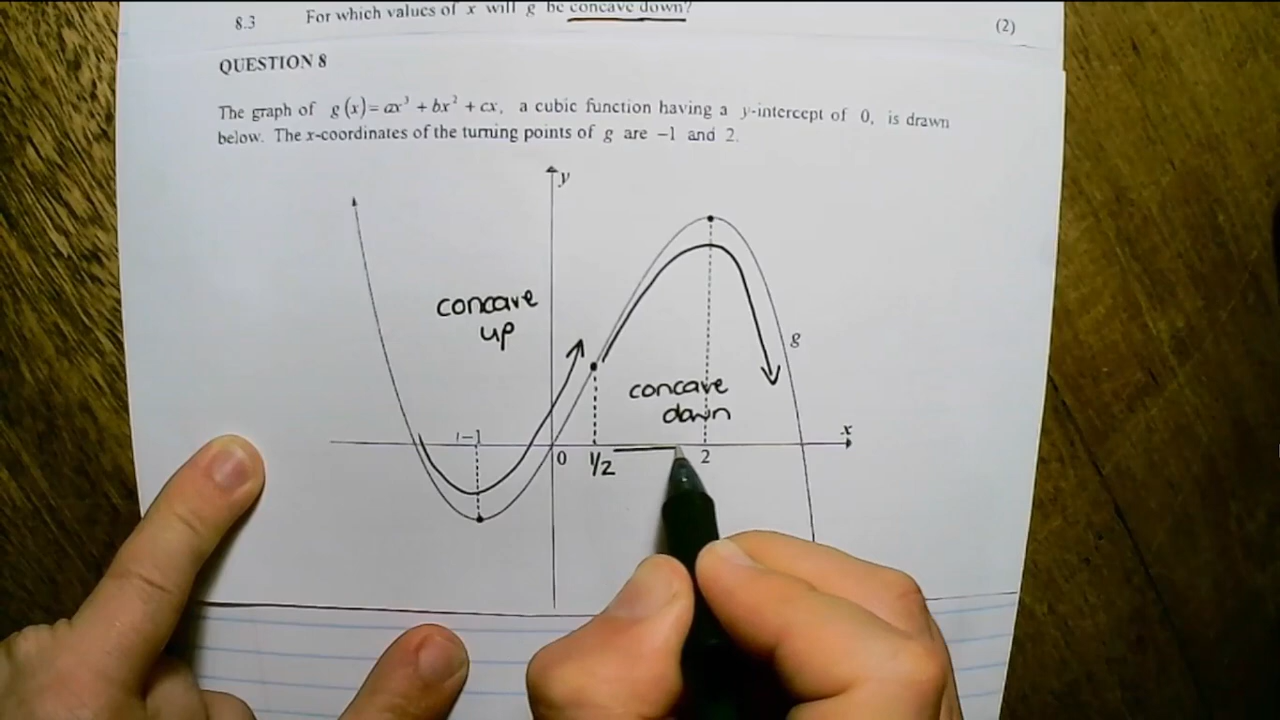 8.3 For which values of x will g be concave down?
(2)
QUESTION 8
The graph of g(x)= ax³ + bx² + cx, a cubic function having a y-intercept of 0, is drawn
below. The x-coordinates of the turning points of g are −1 and 2.
y
concave
up
g
concave
down
x
−1
0
1/2
2